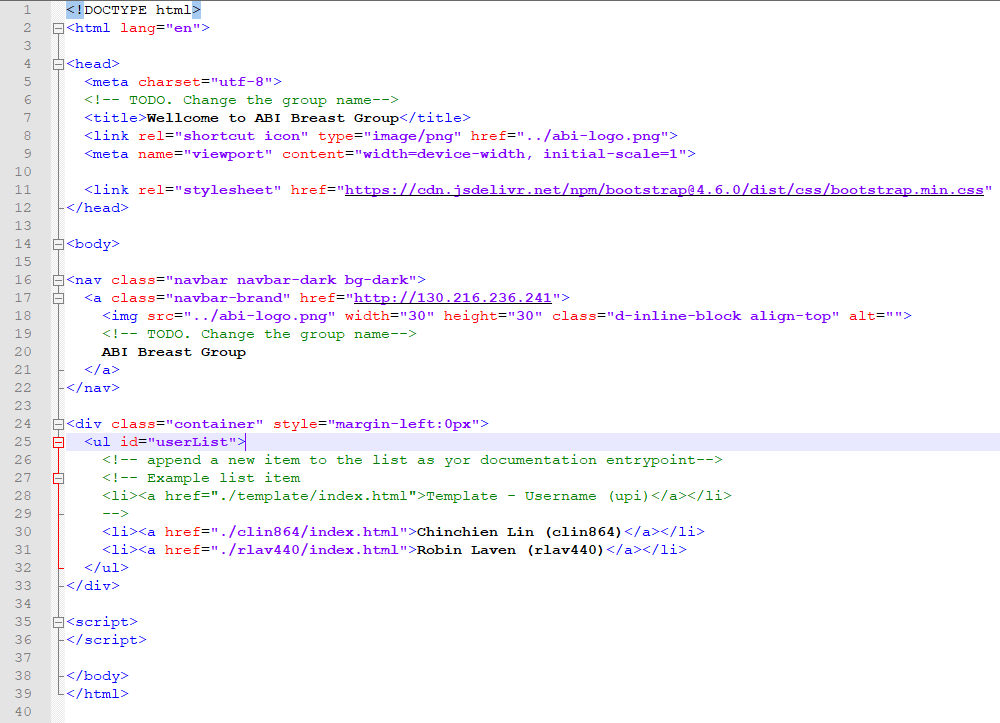 1 <!DOCTYPE html>
2 <html lang="en">
3
4 <head>
5 <meta charset="utf-8">
6 <!-- TODO. Change the group name-->
7 <title>Wellcome to ABI Breast Group</title>
8 <link rel="shortcut icon" type="image/png" href="../abi-logo.png">
9 <meta name="viewport" content="width=device-width, initial-scale=1">
10
11 <link rel="stylesheet" href="https://cdn.jsdelivr.net/npm/bootstrap@4.6.0/dist/css/bootstrap.min.css"
12 </head>
13
14 <body>
15
16 <nav class="navbar navbar-dark bg-dark">
17 <a class="navbar-brand" href="http://130.216.236.241">
18 <img src="../abi-logo.png" width="30" height="30" class="d-inline-block align-top" alt="">
19 <!-- TODO. Change the group name-->
20 ABI Breast Group
21 </a>
22 </nav>
23
24 <div class="container" style="margin-left:0px">
25 <ul id="userList">
26 <!-- append a new item to the list as yor documentation entrypoint-->
27 <!-- Example list item
28 <li><a href="./template/index.html">Template - Username (upi)</a></li>
29 -->
30 <li><a href="./clin864/index.html">Chinchien Lin (clin864)</a></li>
31 <li><a href="./rlav440/index.html">Robin Laven (rlav440)</a></li>
32 </ul>
33 </div>
34
35 <script>
36 </script>
37
38 </body>
39 </html>
40